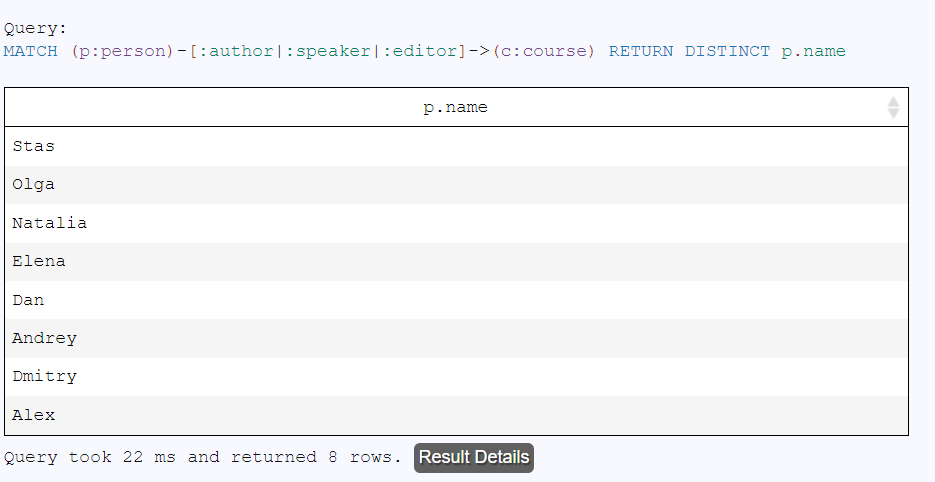 Query:
MATCH (p:person)-[:author|:speaker|:editor]->(c:course) RETURN DISTINCT p.name
p.name
Stas
Olga
Natalia
Elena
Dan
Andrey
Dmitry
Alex
Query took 22 ms and returned 8 rows. Result Details